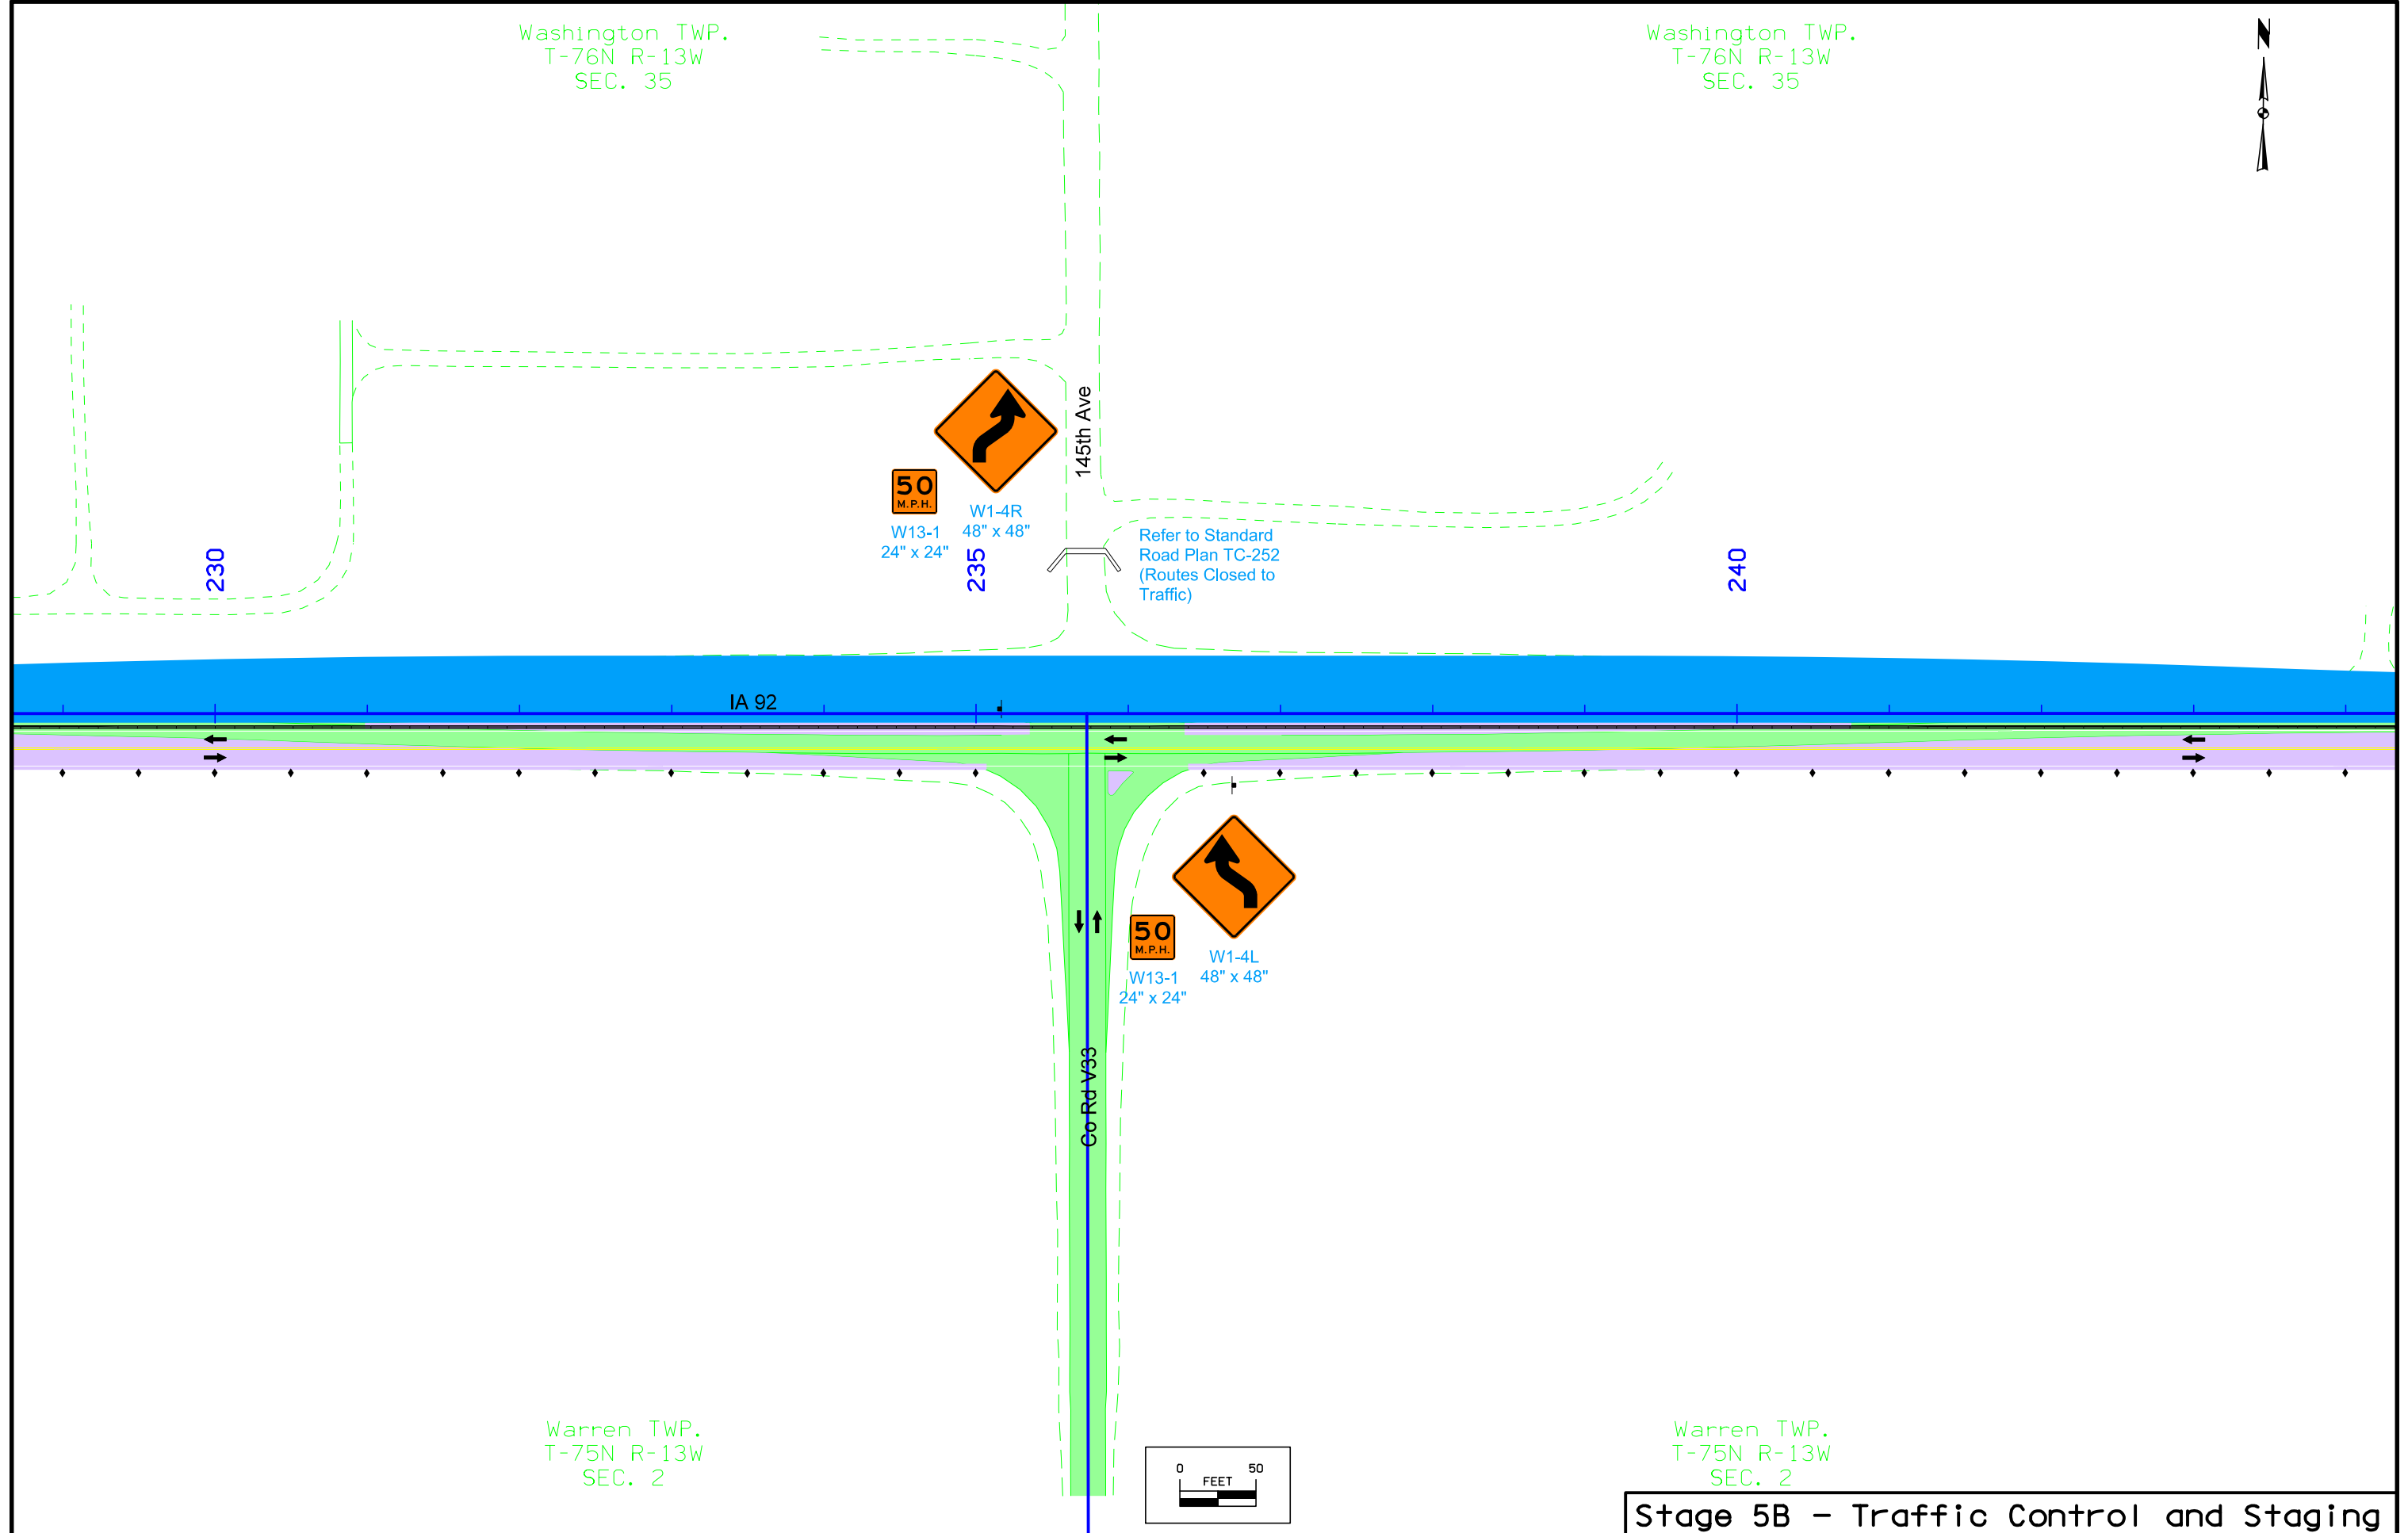 Washington TWP.
T-76N R-13W
SEC. 35
Washington TWP.
T-76N R-13W
SEC. 35
N
145th Ave
50
M.P.H.
W13-1
24" x 24"
W1-4R
48" x 48"
Refer to Standard
Road Plan TC-252
(Routes Closed to
Traffic)
230
235
240
IA 92
50
M.P.H.
W13-1
24" x 24"
W1-4L
48" x 48"
Co Rd V33
Warren TWP.
T-75N R-13W
SEC. 2
0 50
FEET
Warren TWP.
T-75N R-13W
SEC. 2
Stage 5B - Traffic Control and Staging